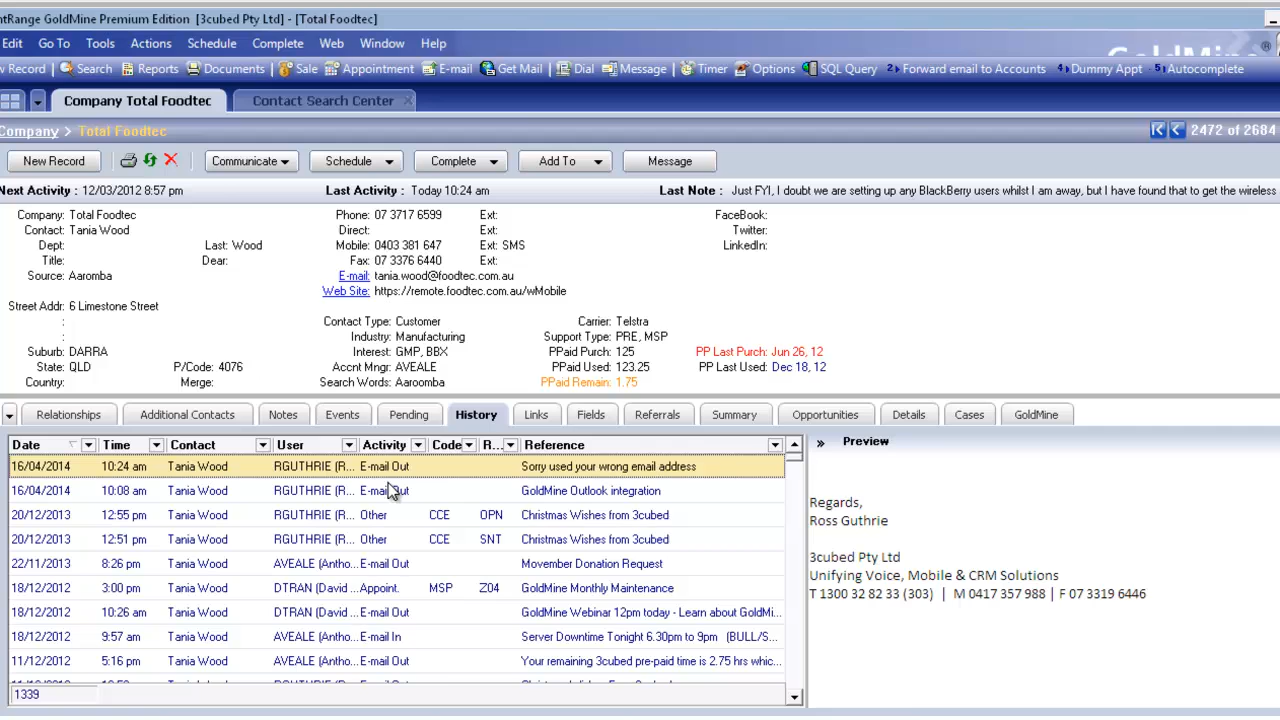 ntRange GoldMine Premium Edition [3cubed Pty Ltd] - [Total Foodtec]
Edit Go To Tools Actions Schedule Complete Web Window Help
GoldMine ®
w Record Search Reports Documents Sale Appointment E-mail Get Mail Dial Message Timer Options SQL Query 2 Forward email to Accounts 4 Dummy Appt 5 Autocomplete
Company Total Foodtec Contact Search Center ×
Company > Total Foodtec 2472 of 2684
New Record Communicate Schedule Complete Add To Message
Next Activity : 12/03/2012 8:57 pm Last Activity : Today 10:24 am Last Note : Just FYI, I doubt we are setting up any BlackBerry users whilst I am away, but I have found that to get the wireless
Company: Total Foodtec Phone: 07 3717 6599 Ext: FaceBook:
Contact: Tania Wood Direct: Ext: Twitter:
Dept: Last: Wood Mobile: 0403 381 647 Ext: SMS LinkedIn:
Title: Dear: Fax: 07 3376 6440 Ext:
Source: Aaromba E-mail: tania.wood@foodtec.com.au
Web Site: https://remote.foodtec.com.au/wMobile
Street Addr: 6 Limestone Street
: Contact Type: Customer Carrier: Telstra
: Industry: Manufacturing Support Type: PRE, MSP
Suburb: DARRA Interest: GMP, BBX PPaid Purch: 125 PP Last Purch: Jun 26, 12
State: QLD P/Code: 4076 Accnt Mngr: AVEALE PPaid Used: 123.25 PP Last Used: Dec 18, 12
Country: Merge: Search Words: Aaroomba PPaid Remain: 1.75
Relationships Additional Contacts Notes Events Pending History Links Fields Referrals Summary Opportunities Details Cases GoldMine
Date Time Contact User Activity Code R... Reference » Preview
16/04/2014 10:24 am Tania Wood RGUTHRIE (R... E-mail Out Sorry used your wrong email address
16/04/2014 10:08 am Tania Wood RGUTHRIE (R... E-mail Out GoldMine Outlook integration
20/12/2013 12:55 pm Tania Wood RGUTHRIE (R... Other CCE OPN Christmas Wishes from 3cubed
20/12/2013 12:51 pm Tania Wood RGUTHRIE (R... Other CCE SNT Christmas Wishes from 3cubed
22/11/2013 8:26 pm Tania Wood AVEALE (Antho... E-mail Out Movember Donation Request
18/12/2012 3:00 pm Tania Wood DTRAN (David ... Appoint. MSP Z04 GoldMine Monthly Maintenance
18/12/2012 10:26 am Tania Wood DTRAN (David ... E-mail Out GoldMine Webinar 12pm today - Learn about GoldMi...
18/12/2012 9:57 am Tania Wood AVEALE (Antho... E-mail In Server Downtime Tonight 6.30pm to 9pm (BULL/S...
11/12/2012 5:16 pm Tania Wood AVEALE (Antho... E-mail Out Your remaining 3cubed pre-paid time is 2.75 hrs whic...
1339
Regards,
Ross Guthrie
3cubed Pty Ltd
Unifying Voice, Mobile & CRM Solutions
T 1300 32 82 33 (303) | M 0417 357 988 | F 07 3319 6446